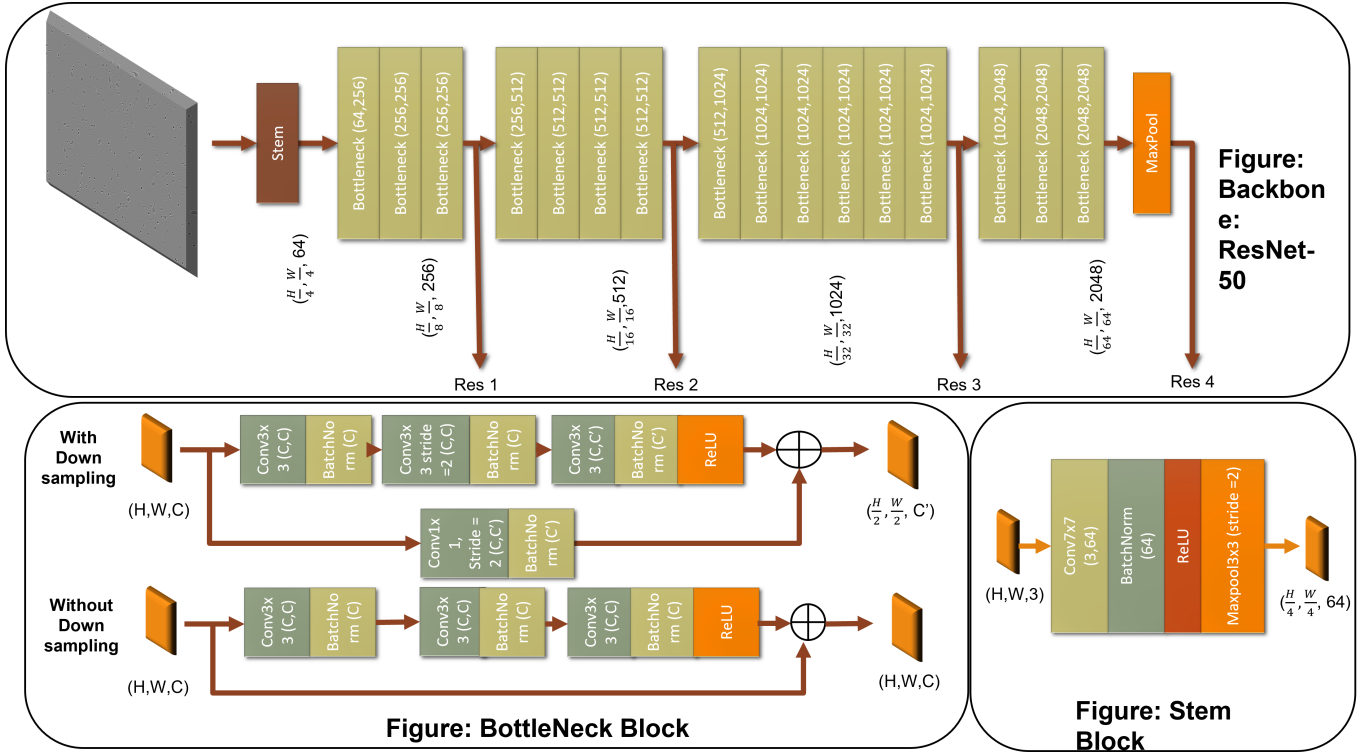 Stem
Bottleneck (64,256)
Bottleneck (256,256)
Bottleneck (256,256)
Bottleneck (256,512)
Bottleneck (512,512)
Bottleneck (512,512)
Bottleneck (512,512)
Bottleneck (512,1024)
Bottleneck (1024,1024)
Bottleneck (1024,1024)
Bottleneck (1024,1024)
Bottleneck (1024,1024)
Bottleneck (1024,1024)
Bottleneck (1024,2048)
Bottleneck (2048,2048)
Bottleneck (2048,2048)
MaxPool
Figure:
Backbon
e:
ResNet-
50
(H/4, W/4, 64)
(H/8, W/8, 256)
(H/16, W/16,512)
(H/32, W/32,1024)
(H/64, W/64, 2048)
Res 1
Res 2
Res 3
Res 4
With
Down
sampling
(H,W,C)
Conv3x
3 (C,C)
BatchNo
rm (C)
Conv3x
3 stride
=2 (C,C)
BatchNo
rm (C)
Conv3x
3 (C,C')
BatchNo
rm (C')
ReLU
(H/2, W/2, C')
Conv1x
1,
Stride =
2 (C,C')
BatchNo
rm (C')
Without
Down
sampling
(H,W,C)
Conv3x
3 (C,C)
BatchNo
rm (C)
Conv3x
3 (C,C)
BatchNo
rm (C)
Conv3x
3 (C,C)
BatchNo
rm (C)
ReLU
(H,W,C)
Figure: BottleNeck Block
(H,W,3)
Conv7x7
(3,64)
BatchNorm
(64)
ReLU
Maxpool3x3 (stride =2)
(H/4, W/4, 64)
Figure: Stem
Block